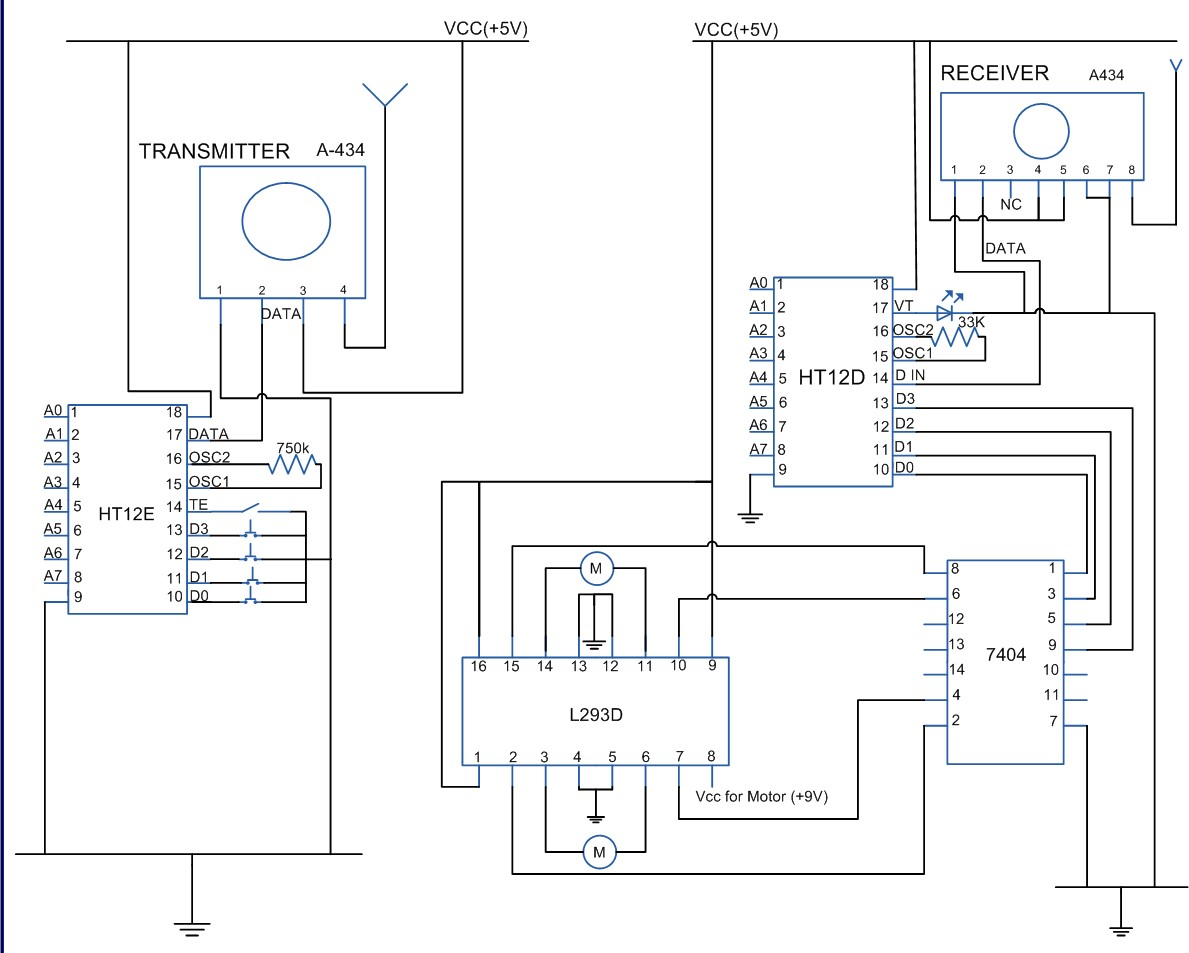 VCC(+5V)
TRANSMITTER A-434
1 2 3 4
DATA
A0 1 18
A1 2 17 DATA
A2 3 16 OSC2 750k
A3 4 15 OSC1
A4 5 14 TE
HT12E
A5 6 13 D3
A6 7 12 D2
A7 8 11 D1
9 10 D0
VCC(+5V)
RECEIVER A434
1 2 3 4 5 6 7 8
NC
DATA
A0 1 18
A1 2 17 VT
A2 3 16 OSC2 33K
A3 4 15 OSC1
A4 5 14 D IN
HT12D
A5 6 13 D3
A6 7 12 D2
A7 8 11 D1
9 10 D0
M
16 15 14 13 12 11 10 9
L293D
1 2 3 4 5 6 7 8
Vcc for Motor (+9V)
M
8 1
6 3
12 5
13 9
7404
14 10
4 11
2 7